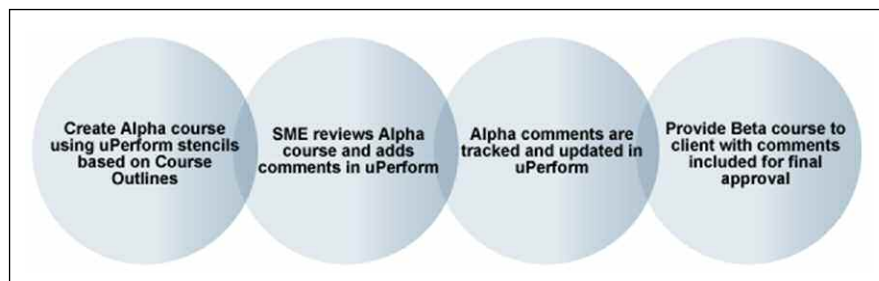 Create Alpha course
using uPerform stencils
based on Course
Outlines
SME reviews Alpha
course and adds
comments in uPerform
Alpha comments are
tracked and updated in
uPerform
Provide Beta course to
client with comments
included for final
approval